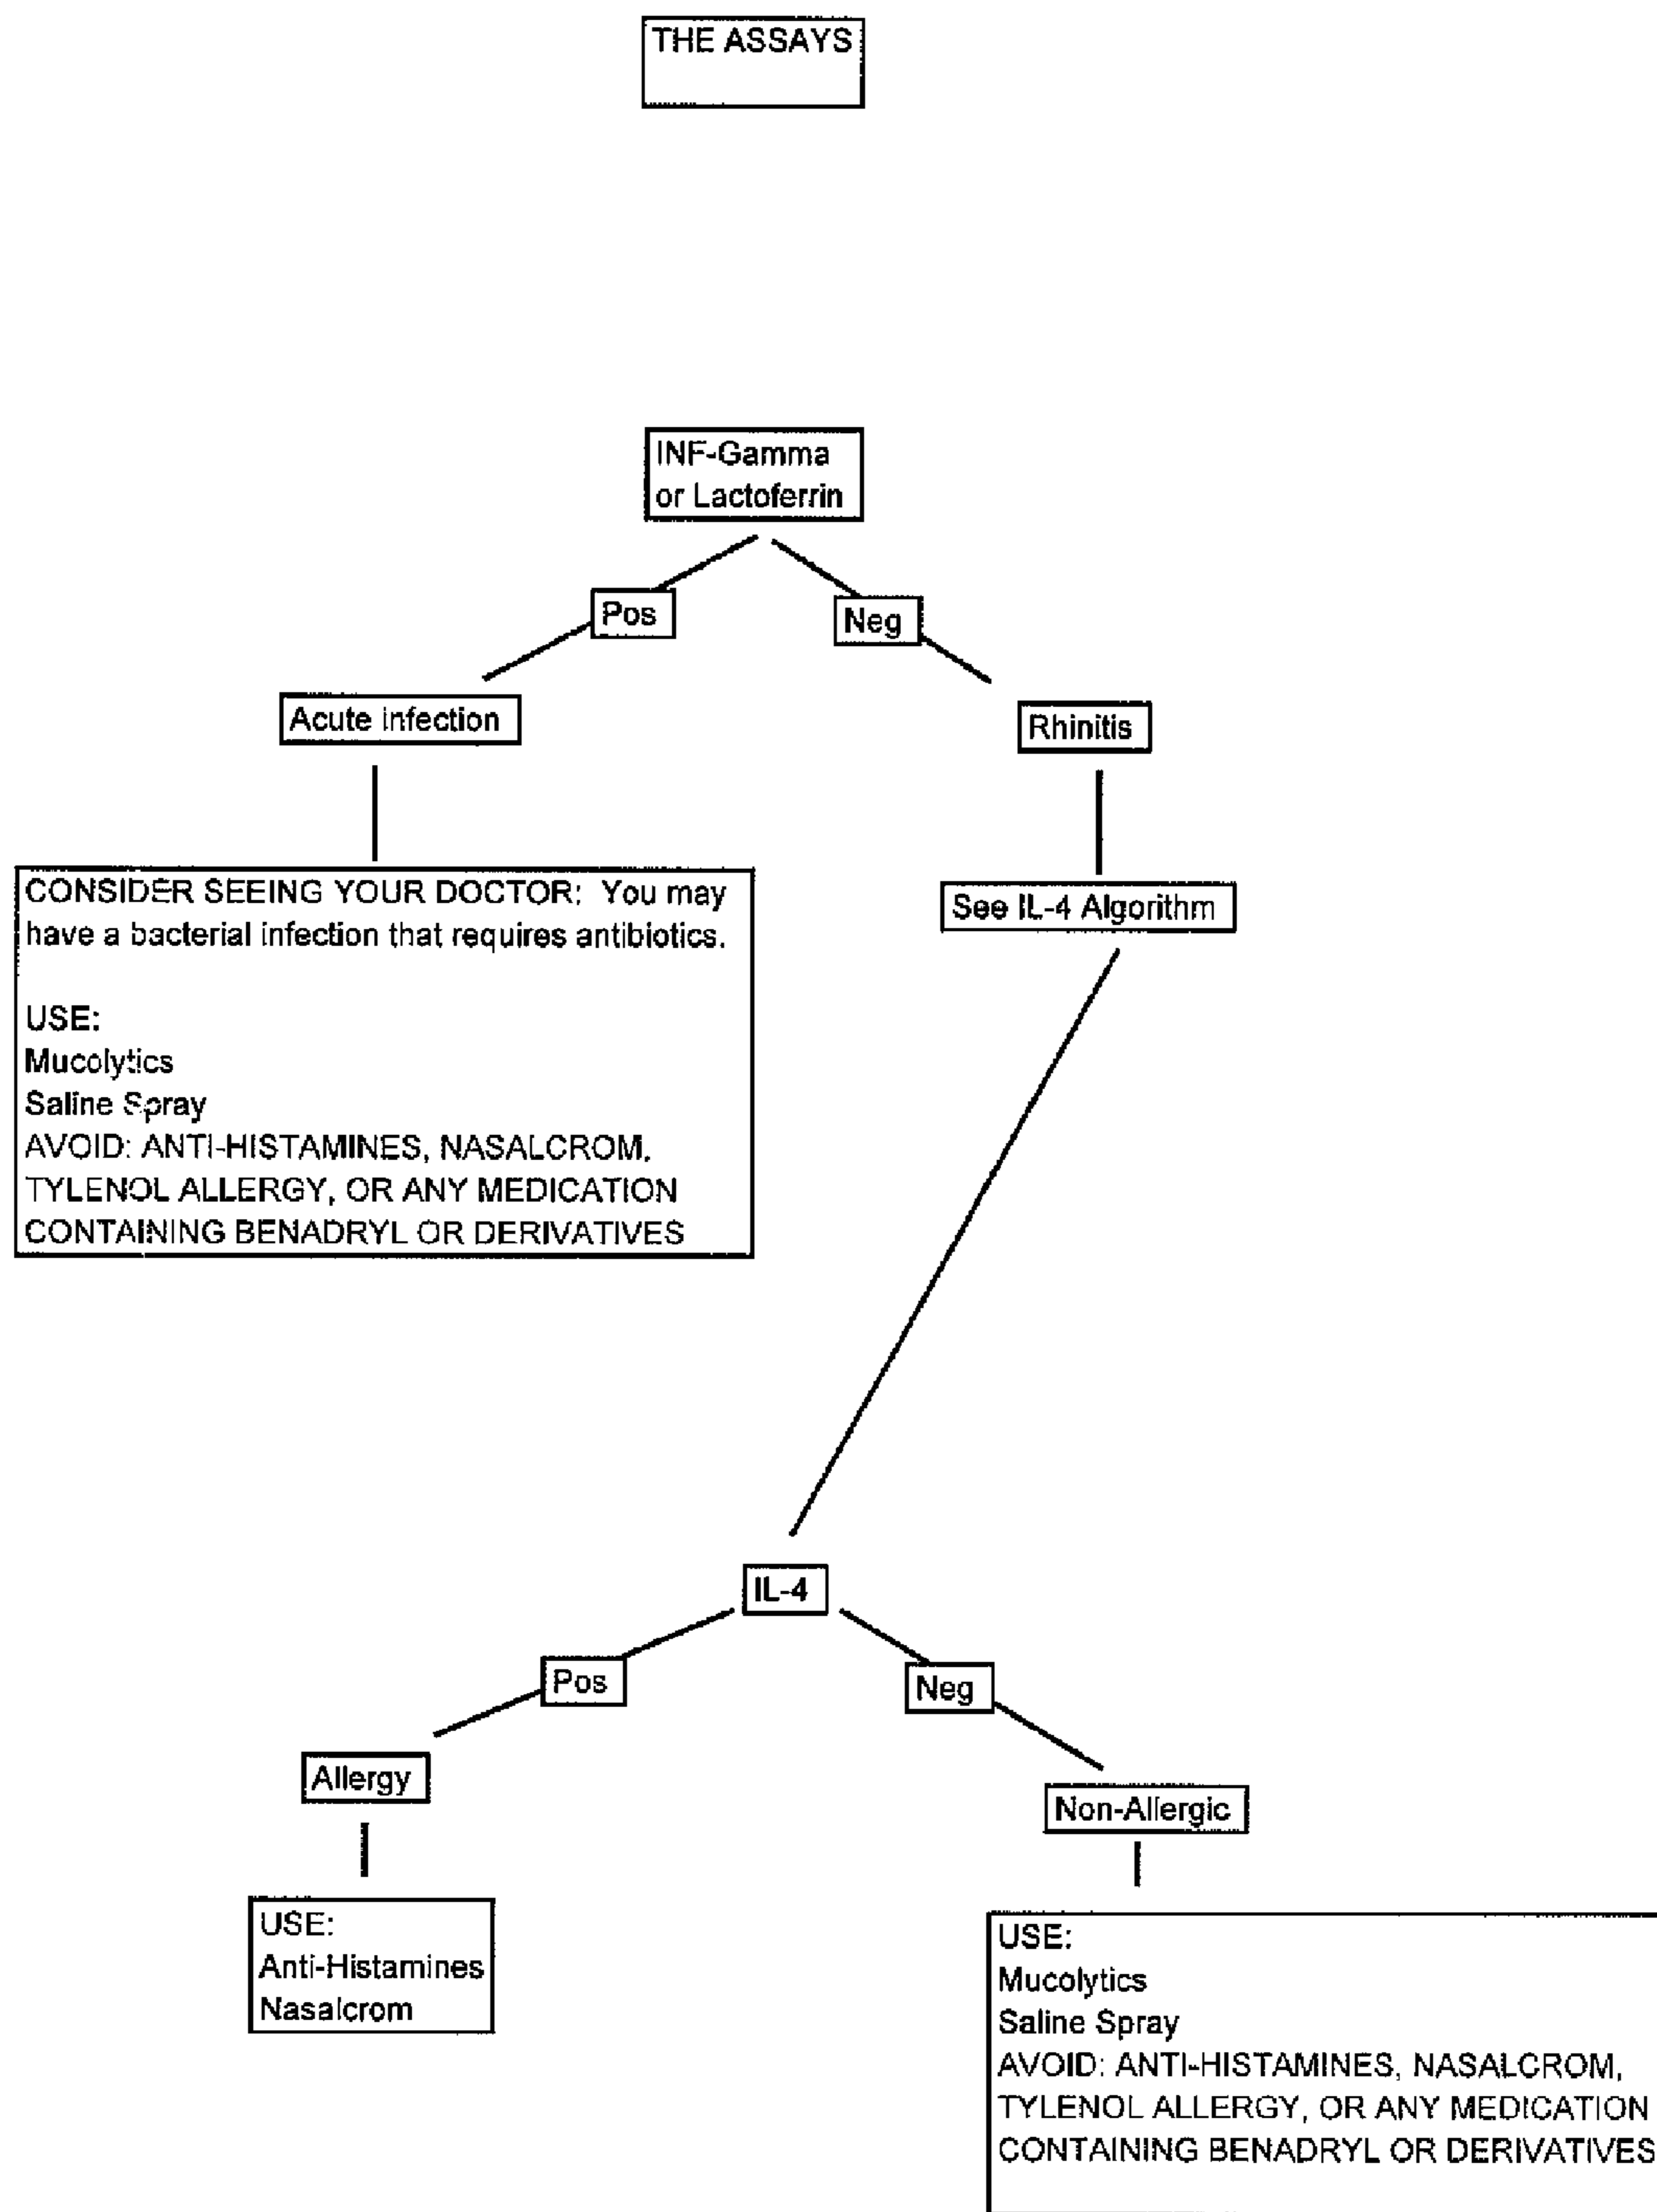 THE ASSAYS
INF-Gamma
or Lactoferrin
Pos
Neg
Acute infection
Rhinitis
CONSIDER SEEING YOUR DOCTOR: You may
have a bacterial infection that requires antibiotics.
USE:
Mucolytics
Saline Spray
AVOID: ANTI-HISTAMINES, NASALCROM,
TYLENOL ALLERGY, OR ANY MEDICATION
CONTAINING BENADRYL OR DERIVATIVES
See IL-4 Algorithm
IL-4
Pos
Neg
Allergy
Non-Allergic
USE:
Anti-Histamines
Nasalcrom
USE:
Mucolytics
Saline Spray
AVOID: ANTI-HISTAMINES, NASALCROM,
TYLENOL ALLERGY, OR ANY MEDICATION
CONTAINING BENADRYL OR DERIVATIVES